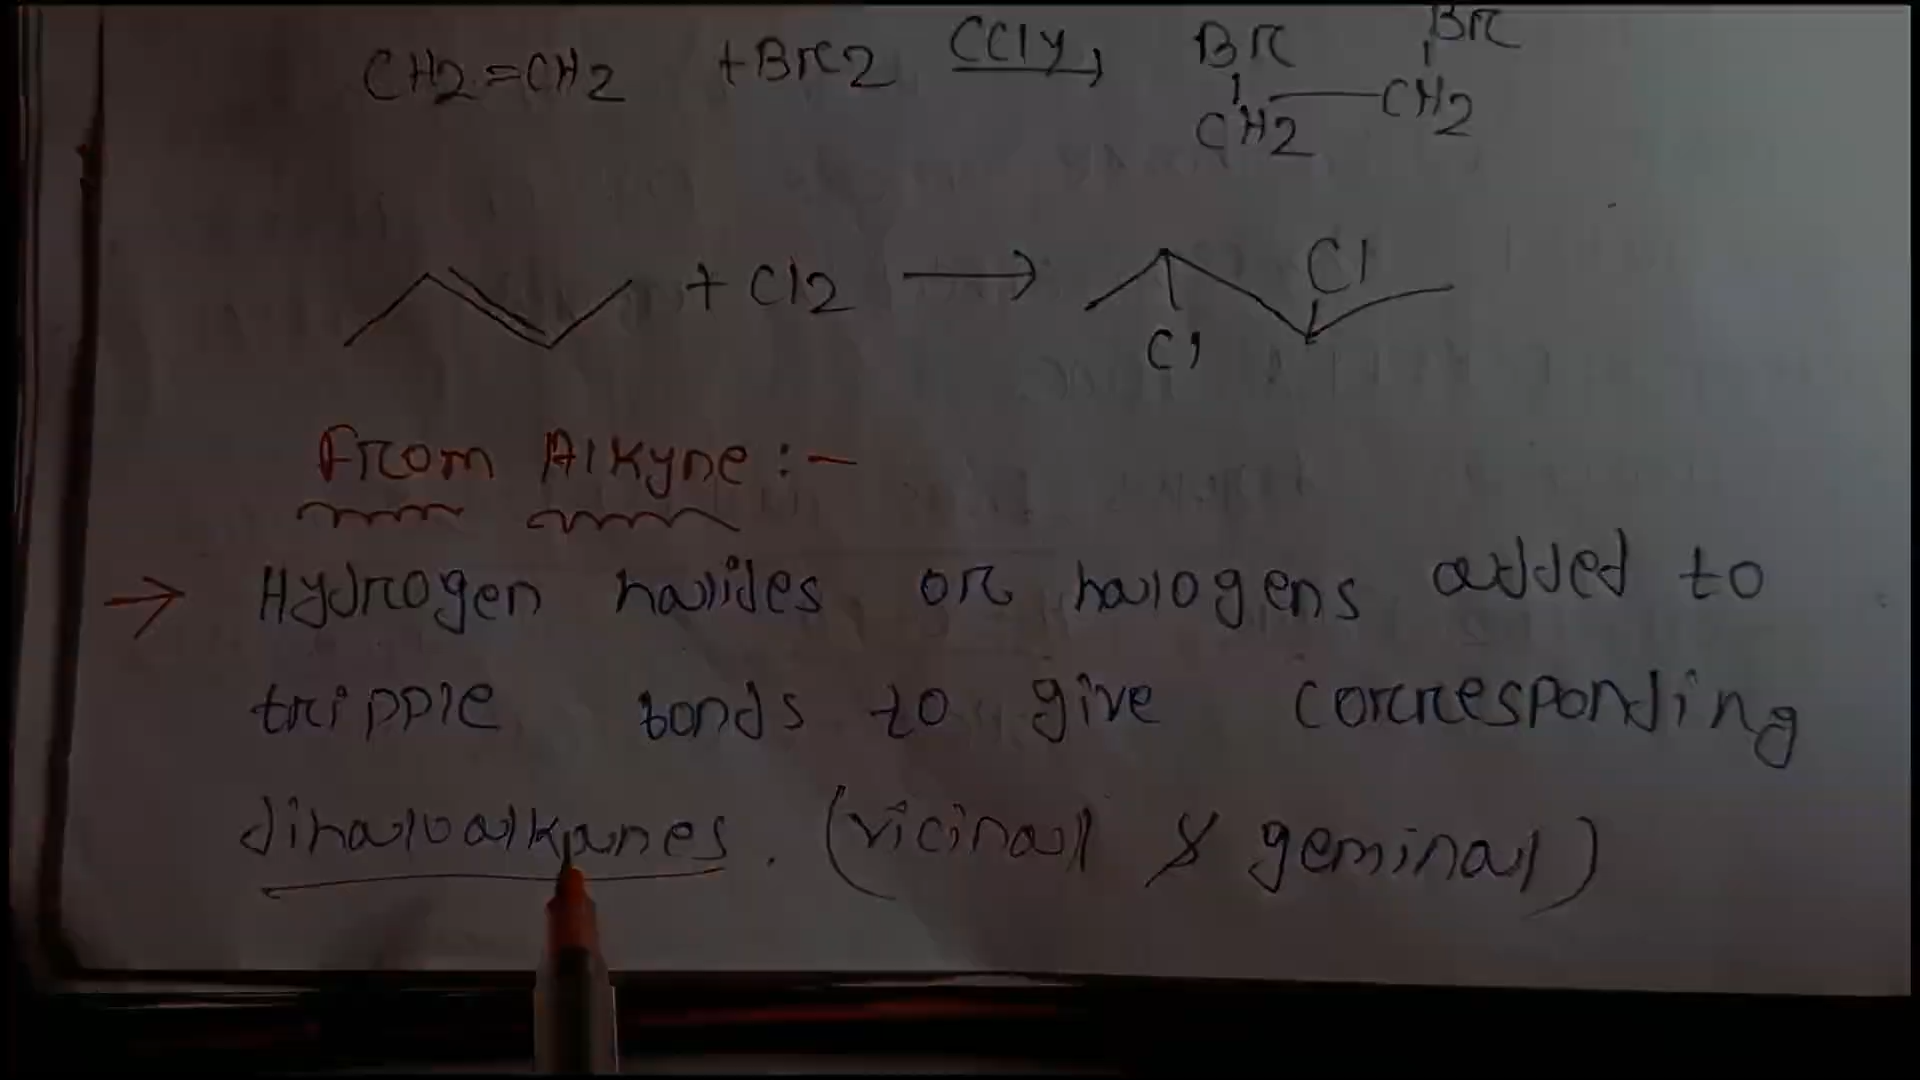 CH2=CH2 +Br2 CCl4 Br Br
CH2—CH2
+ Cl2 → Cl
Cl
From Alkyne :-
→ Hydrogen halides or halogens added to
tripple bonds to give corresponding
dihaloalkanes. (vicinal & geminal)